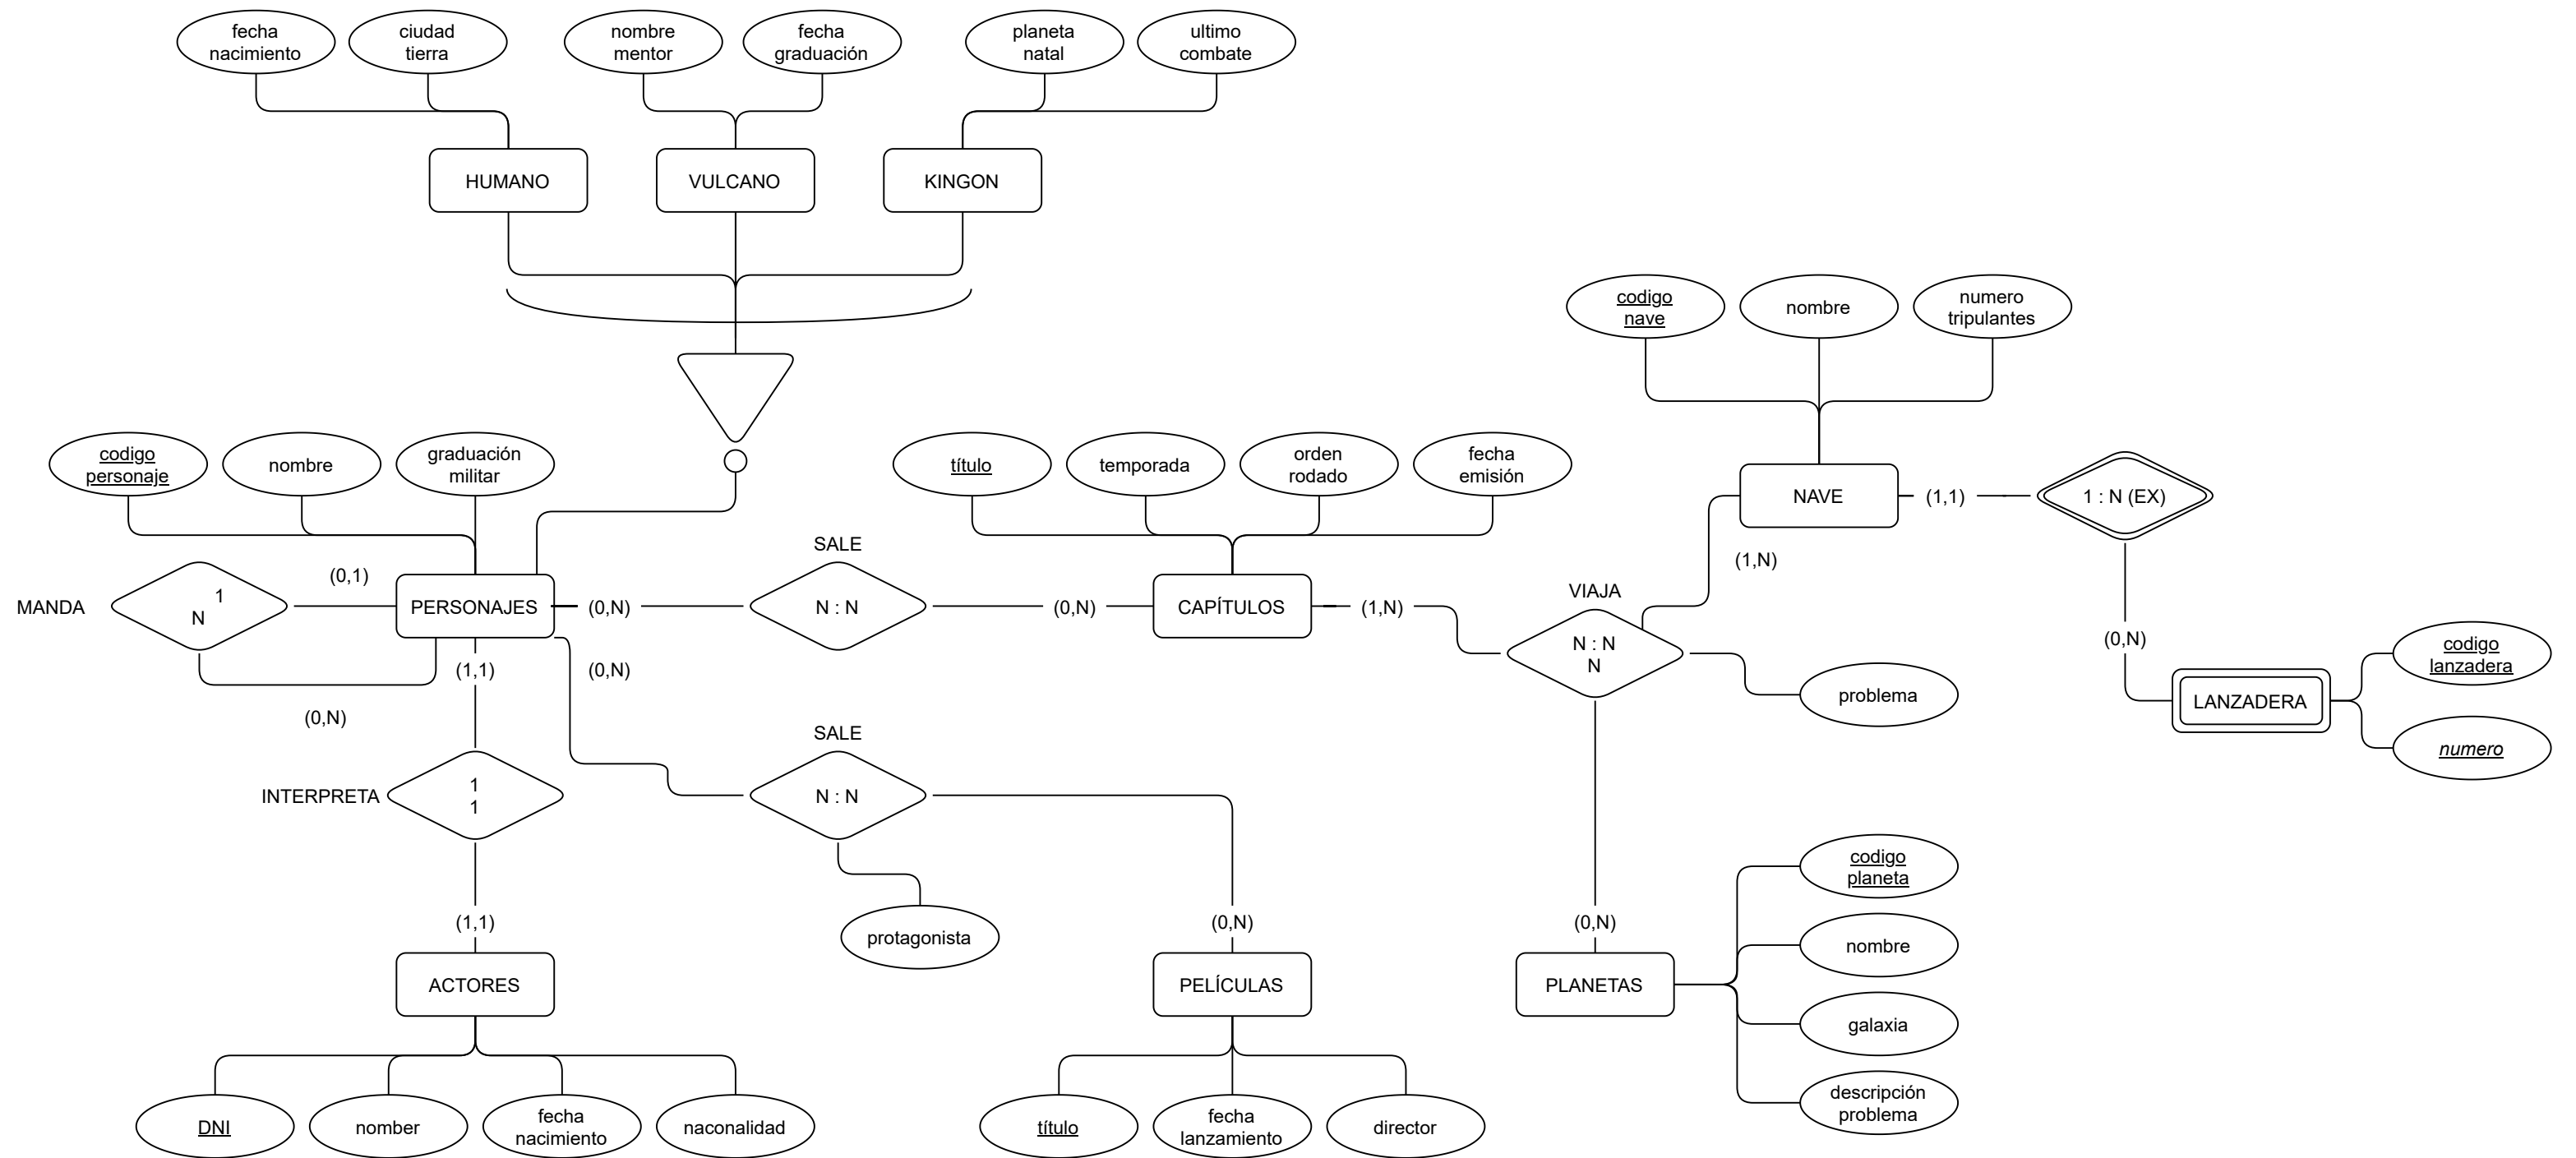 fecha
nacimiento
ciudad
tierra
nombre
mentor
fecha
graduación
planeta
natal
ultimo
combate
HUMANO
VULCANO
KINGON
codigo
nave
nombre
numero
tripulantes
codigo
personaje
nombre
graduación
militar
título
temporada
orden
rodado
fecha
emisión
NAVE
(1,1)
1 : N (EX)
SALE
(1,N)
MANDA
1
N
(0,1)
PERSONAJES
(0,N)
N : N
(0,N)
CAPÍTULOS
(1,N)
VIAJA
N : N
N
(0,N)
codigo
lanzadera
(1,1)
(0,N)
(0,N)
problema
LANZADERA
numero
SALE
INTERPRETA
1
1
N : N
codigo
planeta
(1,1)
protagonista
(0,N)
(0,N)
nombre
ACTORES
PELÍCULAS
PLANETAS
galaxia
descripción
problema
DNI
nomber
fecha
nacimiento
naconalidad
título
fecha
lanzamiento
director